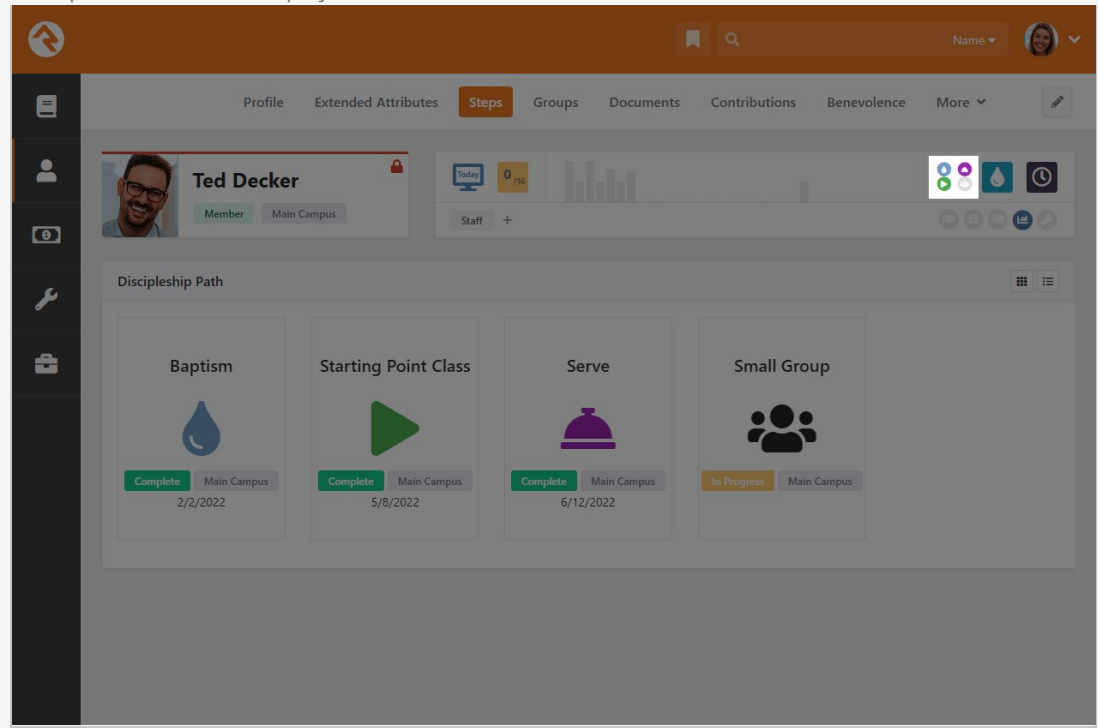 Name
Profile Extended Attributes Steps Groups Documents Contributions Benevolence More
Ted Decker
Member Main Campus
Today 0 /16
Staff +
Discipleship Path
Baptism Starting Point Class Serve Small Group
Complete Main Campus Complete Main Campus Complete Main Campus In Progress Main Campus
2/2/2022 5/8/2022 6/12/2022